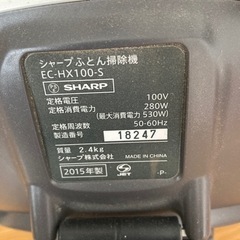 シャープふとん掃除機
EC-HX100-S
SHARP
定格電圧 100V
定格消費電力 280W
(最大消費電力 530W)
定格周波数 50-60Hz
製造番号 18247
質量 2.4kg
シャープ株式会社 MADE IN CHINA
2015年製 JET -P-